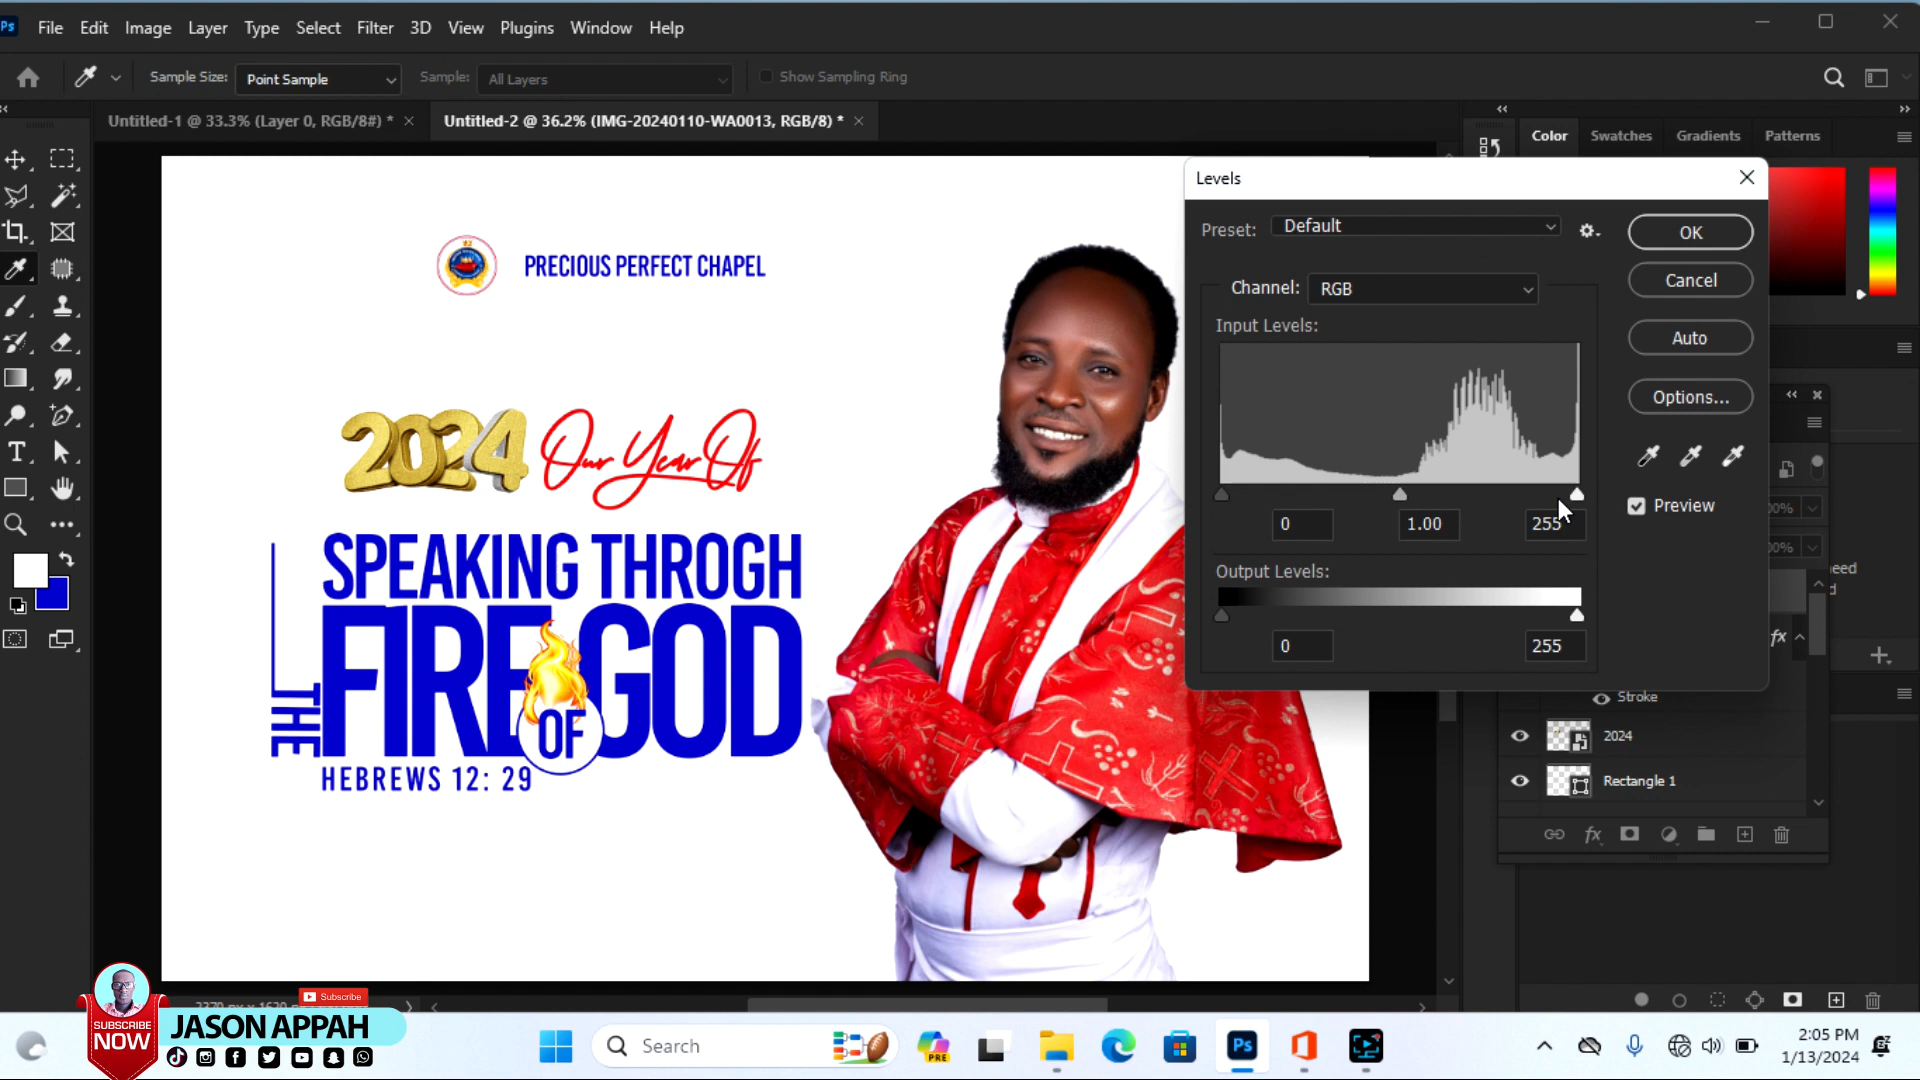 Ps File Edit Image Layer Type Select Filter 3D View Plugins Window Help
Sample Size: Point Sample Sample: All Layers Show Sampling Ring
Untitled-1 @ 33.3% (Layer 0, RGB/8#) * × Untitled-2 @ 36.2% (IMG-20240110-WA0013, RGB/8) * ×
Color Swatches Gradients Patterns
Levels
Preset: Default
OK
Channel: RGB
Cancel
Input Levels:
Auto
Options...
0 1.00 255
Preview
Output Levels:
0 255
PRECIOUS PERFECT CHAPEL
2024 Our Year Of
SPEAKING THROGH
THE
FIRE OF GOD
HEBREWS 12: 29
fx
Stroke
2024
Rectangle 1
fx
Subscribe
SUBSCRIBE
NOW
JASON APPAH
Search
PRE
Ps
2:05 PM
1/13/2024